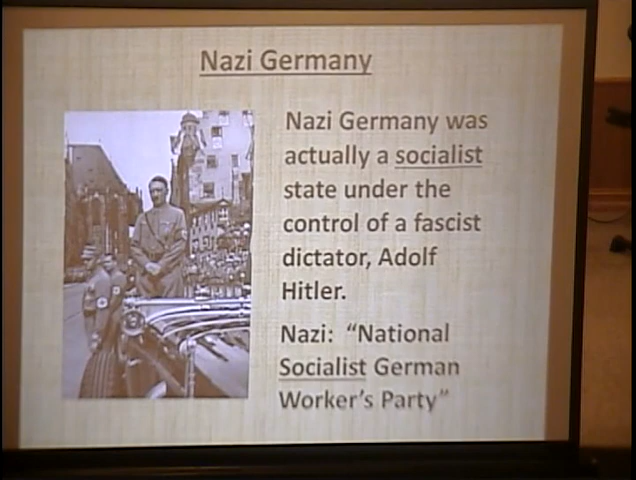 Nazi Germany
Nazi Germany was
actually a socialist
state under the
control of a fascist
dictator, Adolf
Hitler.
Nazi:  “National
Socialist German
Worker’s Party”